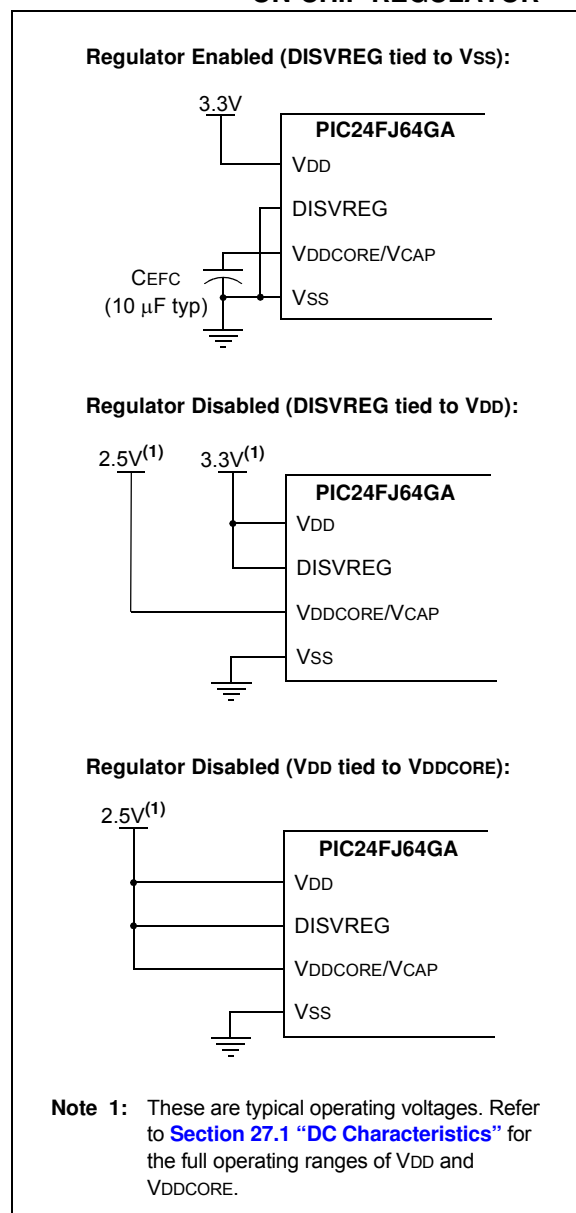 ON-CHIP REGULATOR
Regulator Enabled (DISVREG tied to VSS):
3.3V
PIC24FJ64GA
VDD
DISVREG
VDDCORE/VCAP
CEFC
(10 μF typ)
VSS
Regulator Disabled (DISVREG tied to VDD):
2.5V(1) 3.3V(1)
PIC24FJ64GA
VDD
DISVREG
VDDCORE/VCAP
VSS
Regulator Disabled (VDD tied to VDDCORE):
2.5V(1)
PIC24FJ64GA
VDD
DISVREG
VDDCORE/VCAP
VSS
Note 1: These are typical operating voltages. Refer
to Section 27.1 “DC Characteristics” for
the full operating ranges of VDD and
VDDCORE.